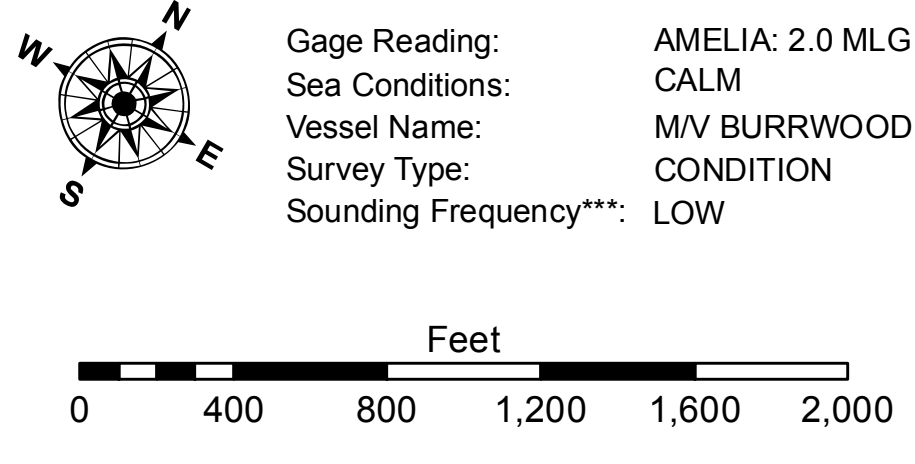 N
W
E
S
Gage Reading: AMELIA: 2.0 MLG
Sea Conditions: CALM
Vessel Name: M/V BURRWOOD
Survey Type: CONDITION
Sounding Frequency***: LOW
Feet
0 400 800 1,200 1,600 2,000